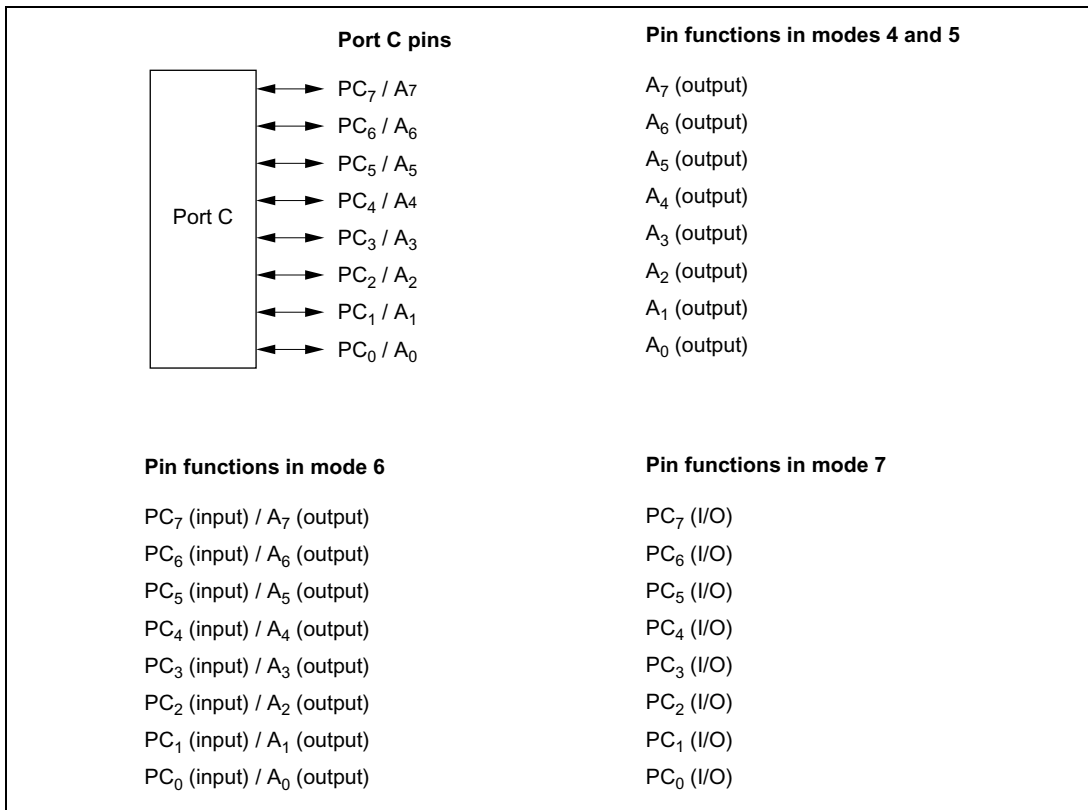 Port C pins
Port C
PC7 / A7
PC6 / A6
PC5 / A5
PC4 / A4
PC3 / A3
PC2 / A2
PC1 / A1
PC0 / A0
Pin functions in modes 4 and 5
A7 (output)
A6 (output)
A5 (output)
A4 (output)
A3 (output)
A2 (output)
A1 (output)
A0 (output)
Pin functions in mode 6
PC7 (input) / A7 (output)
PC6 (input) / A6 (output)
PC5 (input) / A5 (output)
PC4 (input) / A4 (output)
PC3 (input) / A3 (output)
PC2 (input) / A2 (output)
PC1 (input) / A1 (output)
PC0 (input) / A0 (output)
Pin functions in mode 7
PC7 (I/O)
PC6 (I/O)
PC5 (I/O)
PC4 (I/O)
PC3 (I/O)
PC2 (I/O)
PC1 (I/O)
PC0 (I/O)